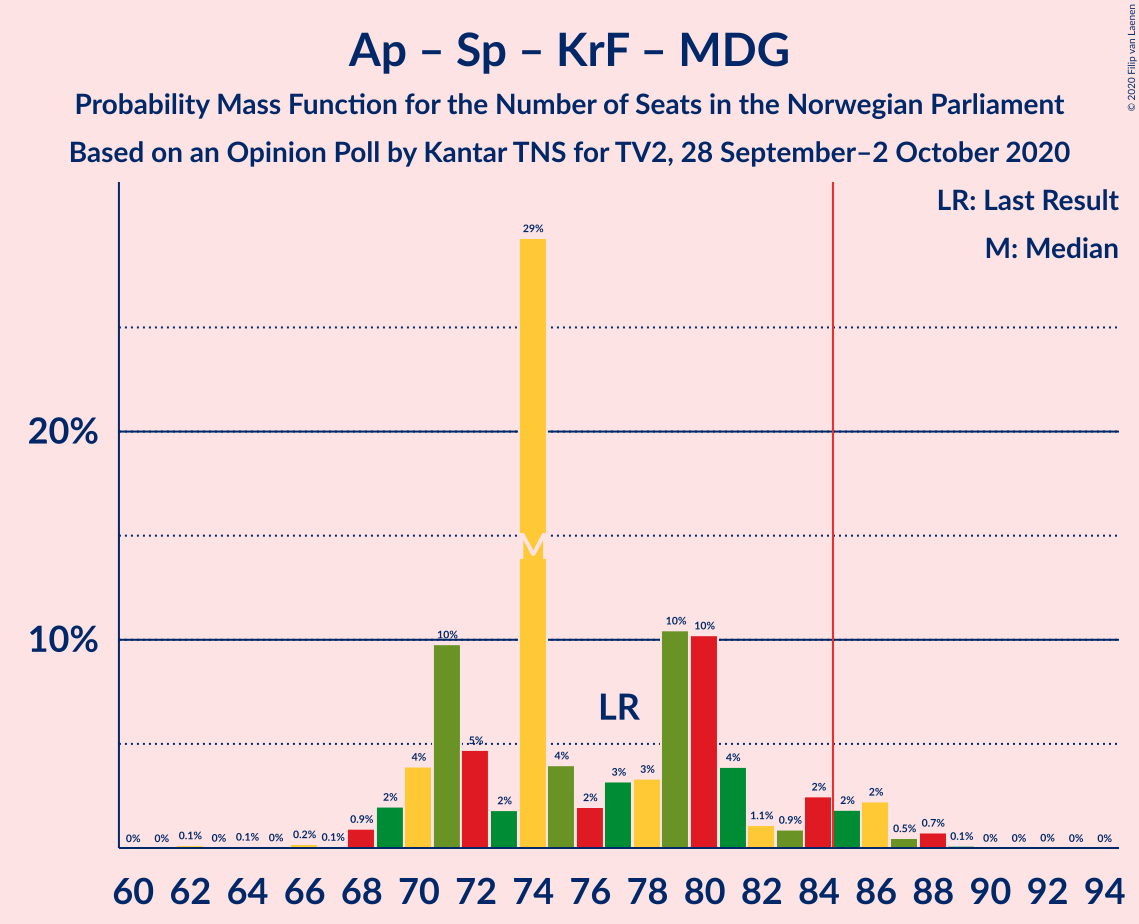 Ap – Sp – KrF – MDG
Probability Mass Function for the Number of Seats in the Norwegian Parliament
Based on an Opinion Poll by Kantar TNS for TV2, 28 September–2 October 2020
© 2020 Filip van Laenen
LR: Last Result
M: Median
20%
10%
0% 0% 0.1% 0% 0.1% 0% 0.2% 0.1% 0.9% 2% 4% 10% 5% 2% 29% 4% 2% 3% 3% 10% 10% 4% 1.1% 0.9% 2% 2% 2% 0.5% 0.7% 0.1% 0% 0% 0% 0% 0%
M
LR
60 62 64 66 68 70 72 74 76 78 80 82 84 86 88 90 92 94